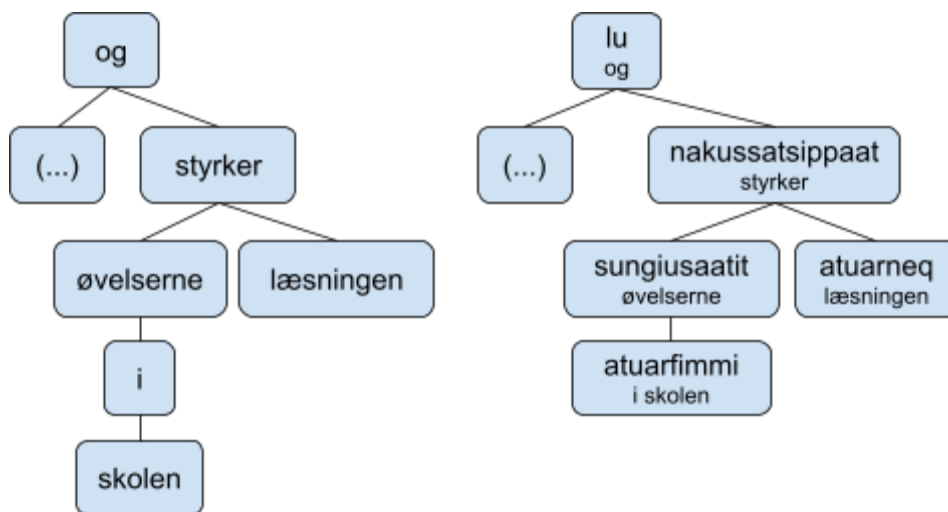 og
(...)
styrker
øvelserne
læsningen
i
skolen
lu
og
(...)
nakussatsippaat
styrker
sungiusaatit
øvelserne
atuarneq
læsningen
atuarfimmi
i skolen